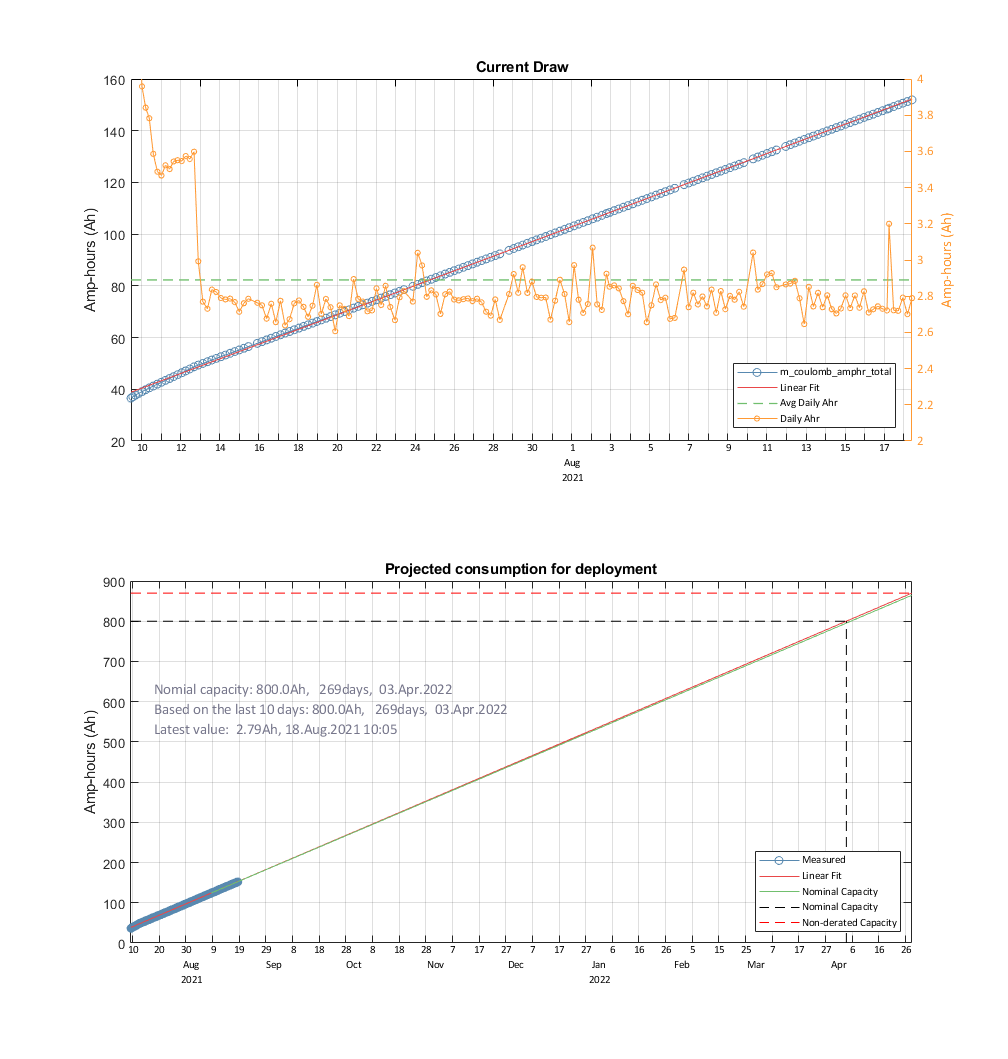 Current Draw
160
140
120
100
80
60
40
20
Amp-hours (Ah)
4
3.8
3.6
3.4
3.2
3
2.8
2.6
2.4
2.2
2
Amp-hours (Ah)
m_coulomb_amphr_total
Linear Fit
Avg Daily Ahr
Daily Ahr
10 12 14 16 18 20 22 24 26 28 30 1 3 5 7 9 11 13 15 17
Aug
2021
Projected consumption for deployment
900
800
700
600
500
400
300
200
100
0
Amp-hours (Ah)
Nomial capacity: 800.0Ah, 269days, 03.Apr.2022
Based on the last 10 days: 800.0Ah, 269days, 03.Apr.2022
Latest value: 2.79Ah, 18.Aug.2021 10:05
Measured
Linear Fit
Nominal Capacity
Nominal Capacity
Non-derated Capacity
10 20 30 9 19 29 8 18 28 8 18 28 7 17 27 7 17 27 6 16 26 5 15 25 7 17 27 6 16 26
Aug Sep Oct Nov Dec Jan Feb Mar Apr
2021 2022